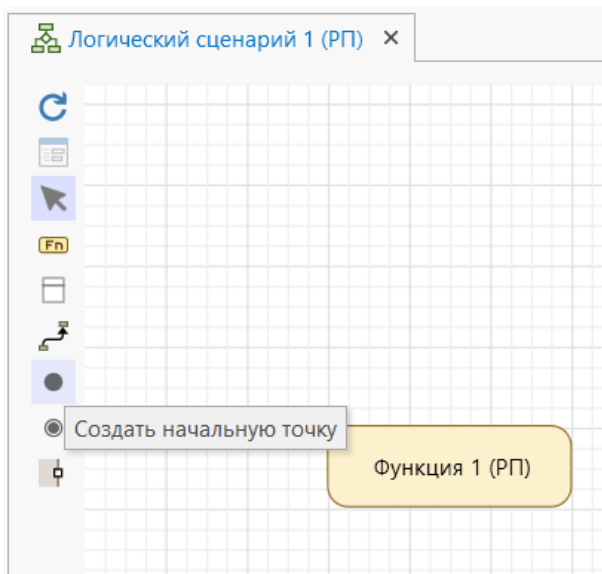 Логический сценарий 1 (РП) ×
Fn
Создать начальную точку
Функция 1 (РП)